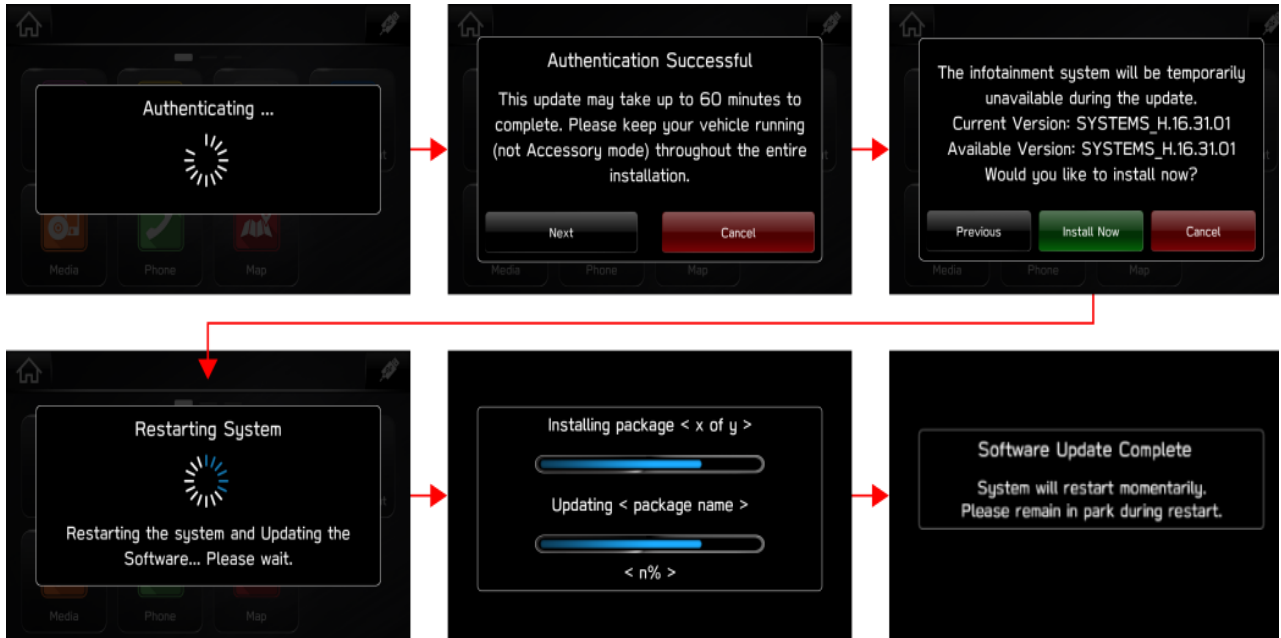 Authenticating ...
Media
Phone
Map
Authentication Successful
This update may take up to 60 minutes to
complete. Please keep your vehicle running
(not Accessory mode) throughout the entire
installation.
Next
Cancel
Media
Phone
Map
The infotainment system will be temporarily
unavailable during the update.
Current Version: SYSTEMS_H.16.31.01
Available Version: SYSTEMS_H.16.31.01
Would you like to install now?
Previous
Install Now
Cancel
Media
Phone
Map
Restarting System
Restarting the system and Updating the
Software... Please wait.
Media
Phone
Map
Installing package < x of y >
Updating < package name >
< n% >
Software Update Complete
System will restart momentarily.
Please remain in park during restart.